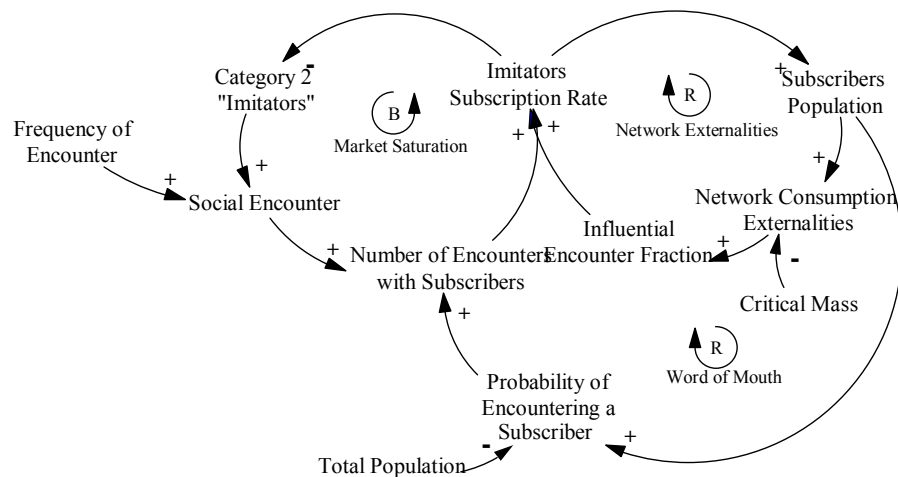 Category 2
"Imitators"
-
Imitators
Subscription Rate
+
Subscribers
Population
B
Market Saturation
R
Network Externalities
Frequency of
Encounter
+
+
+
+
+
Social Encounter
Network Consumption
Externalities
Influential
Encounter Fraction
+
-
+
Number of Encounters
with Subscribers
+
Critical Mass
R
Word of Mouth
Probability of
Encountering a
Subscriber
+
-
Total Population